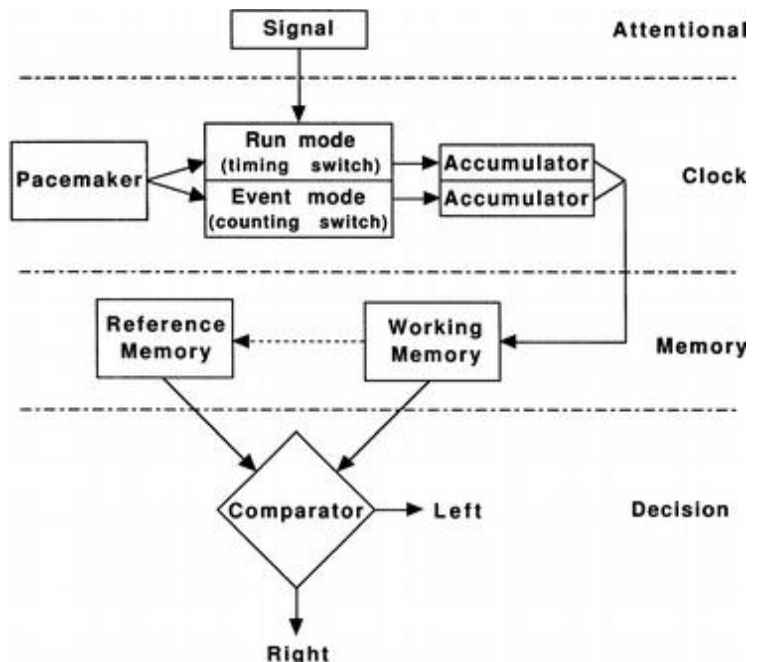 Signal
Attentional
Run mode
(timing switch)
Accumulator
Pacemaker
Clock
Event mode
Accumulator
(counting switch)
Reference
Memory
Working
Memory
Memory
Comparator
Left
Decision
Right